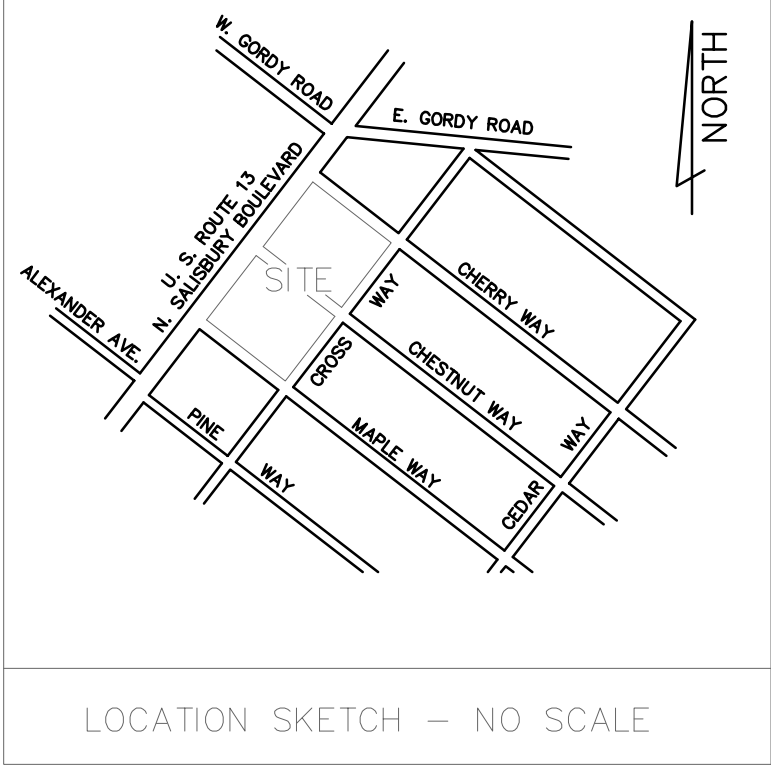 W. GORDY ROAD
E. GORDY ROAD
NORTH
U. S. ROUTE 13
N. SALISBURY BOULEVARD
ALEXANDER AVE.
SITE
CHERRY WAY
CROSS WAY
CHESTNUT WAY
PINE WAY
MAPLE WAY
CEDAR WAY
LOCATION SKETCH – NO SCALE